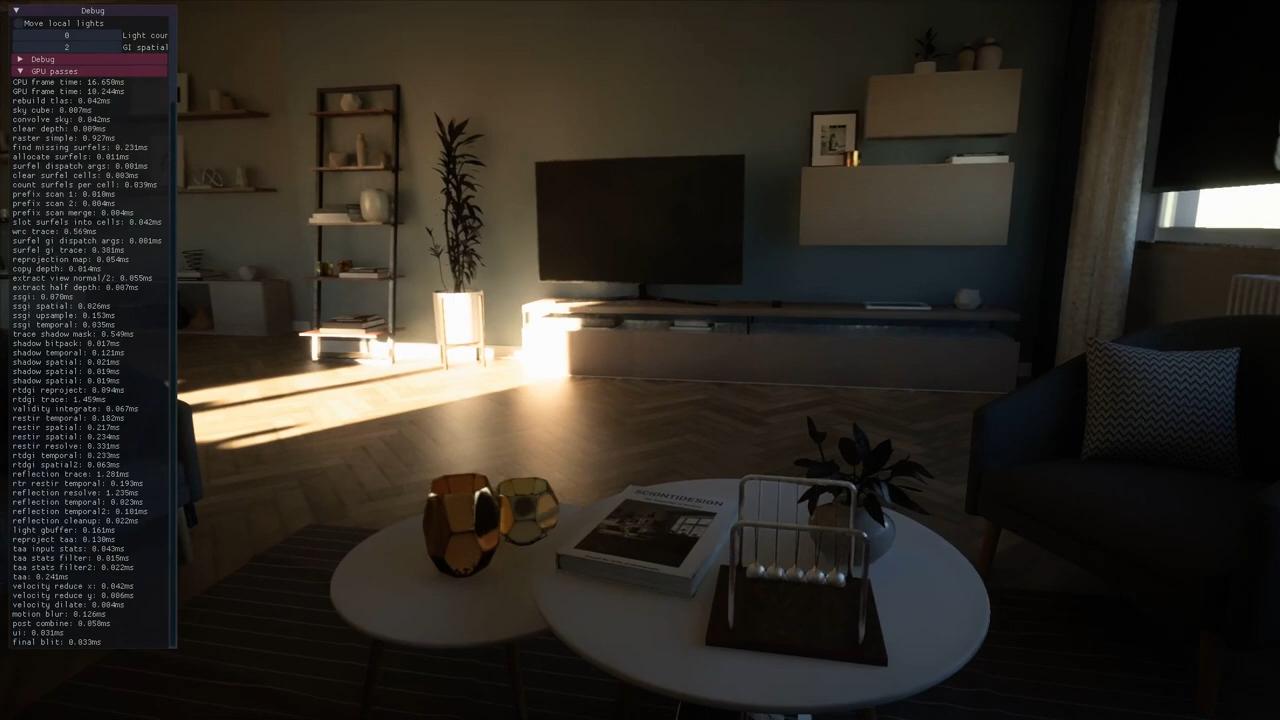 Debug
Move local lights
0 Light cour
2 GI spatial
Debug
GPU passes
CPU frame time: 16.650ms
GPU frame time: 10.244ms
rebuild tlas: 0.042ms
sky cube: 0.007ms
convolve sky: 0.042ms
clear depth: 0.009ms
raster simple: 0.927ms
find missing surfels: 0.231ms
allocate surfels: 0.011ms
surfel dispatch args: 0.001ms
clear surfel cells: 0.003ms
count surfels per cell: 0.039ms
prefix scan 1: 0.010ms
prefix scan 2: 0.004ms
prefix scan merge: 0.004ms
slot surfels into cells: 0.042ms
wrc trace: 0.569ms
surfel gi dispatch args: 0.001ms
surfel gi trace: 0.381ms
reprojection map: 0.054ms
copy depth: 0.014ms
extract view normal/2: 0.055ms
extract half depth: 0.007ms
ssgi: 0.070ms
ssgi spatial: 0.026ms
ssgi upsample: 0.153ms
ssgi temporal: 0.035ms
trace shadow mask: 0.549ms
shadow bitpack: 0.017ms
shadow temporal: 0.121ms
shadow spatial: 0.021ms
shadow spatial: 0.019ms
shadow spatial: 0.019ms
rtdgi reproject: 0.094ms
rtdgi trace: 1.459ms
validity integrate: 0.067ms
restir temporal: 0.182ms
restir spatial: 0.217ms
restir spatial: 0.234ms
restir resolve: 0.331ms
rtdgi temporal: 0.233ms
rtdgi spatial2: 0.063ms
reflection trace: 1.281ms
rtr restir temporal: 0.193ms
reflection resolve: 1.235ms
reflection temporal: 0.023ms
reflection temporal2: 0.101ms
reflection cleanup: 0.022ms
light gbuffer: 0.161ms
reproject taa: 0.130ms
taa input stats: 0.043ms
taa stats filter: 0.015ms
taa stats filter2: 0.022ms
taa: 0.241ms
velocity reduce x: 0.042ms
velocity reduce y: 0.006ms
velocity dilate: 0.004ms
motion blur: 0.126ms
post combine: 0.058ms
ui: 0.031ms
final blit: 0.033ms
SCIONTIDESIGN